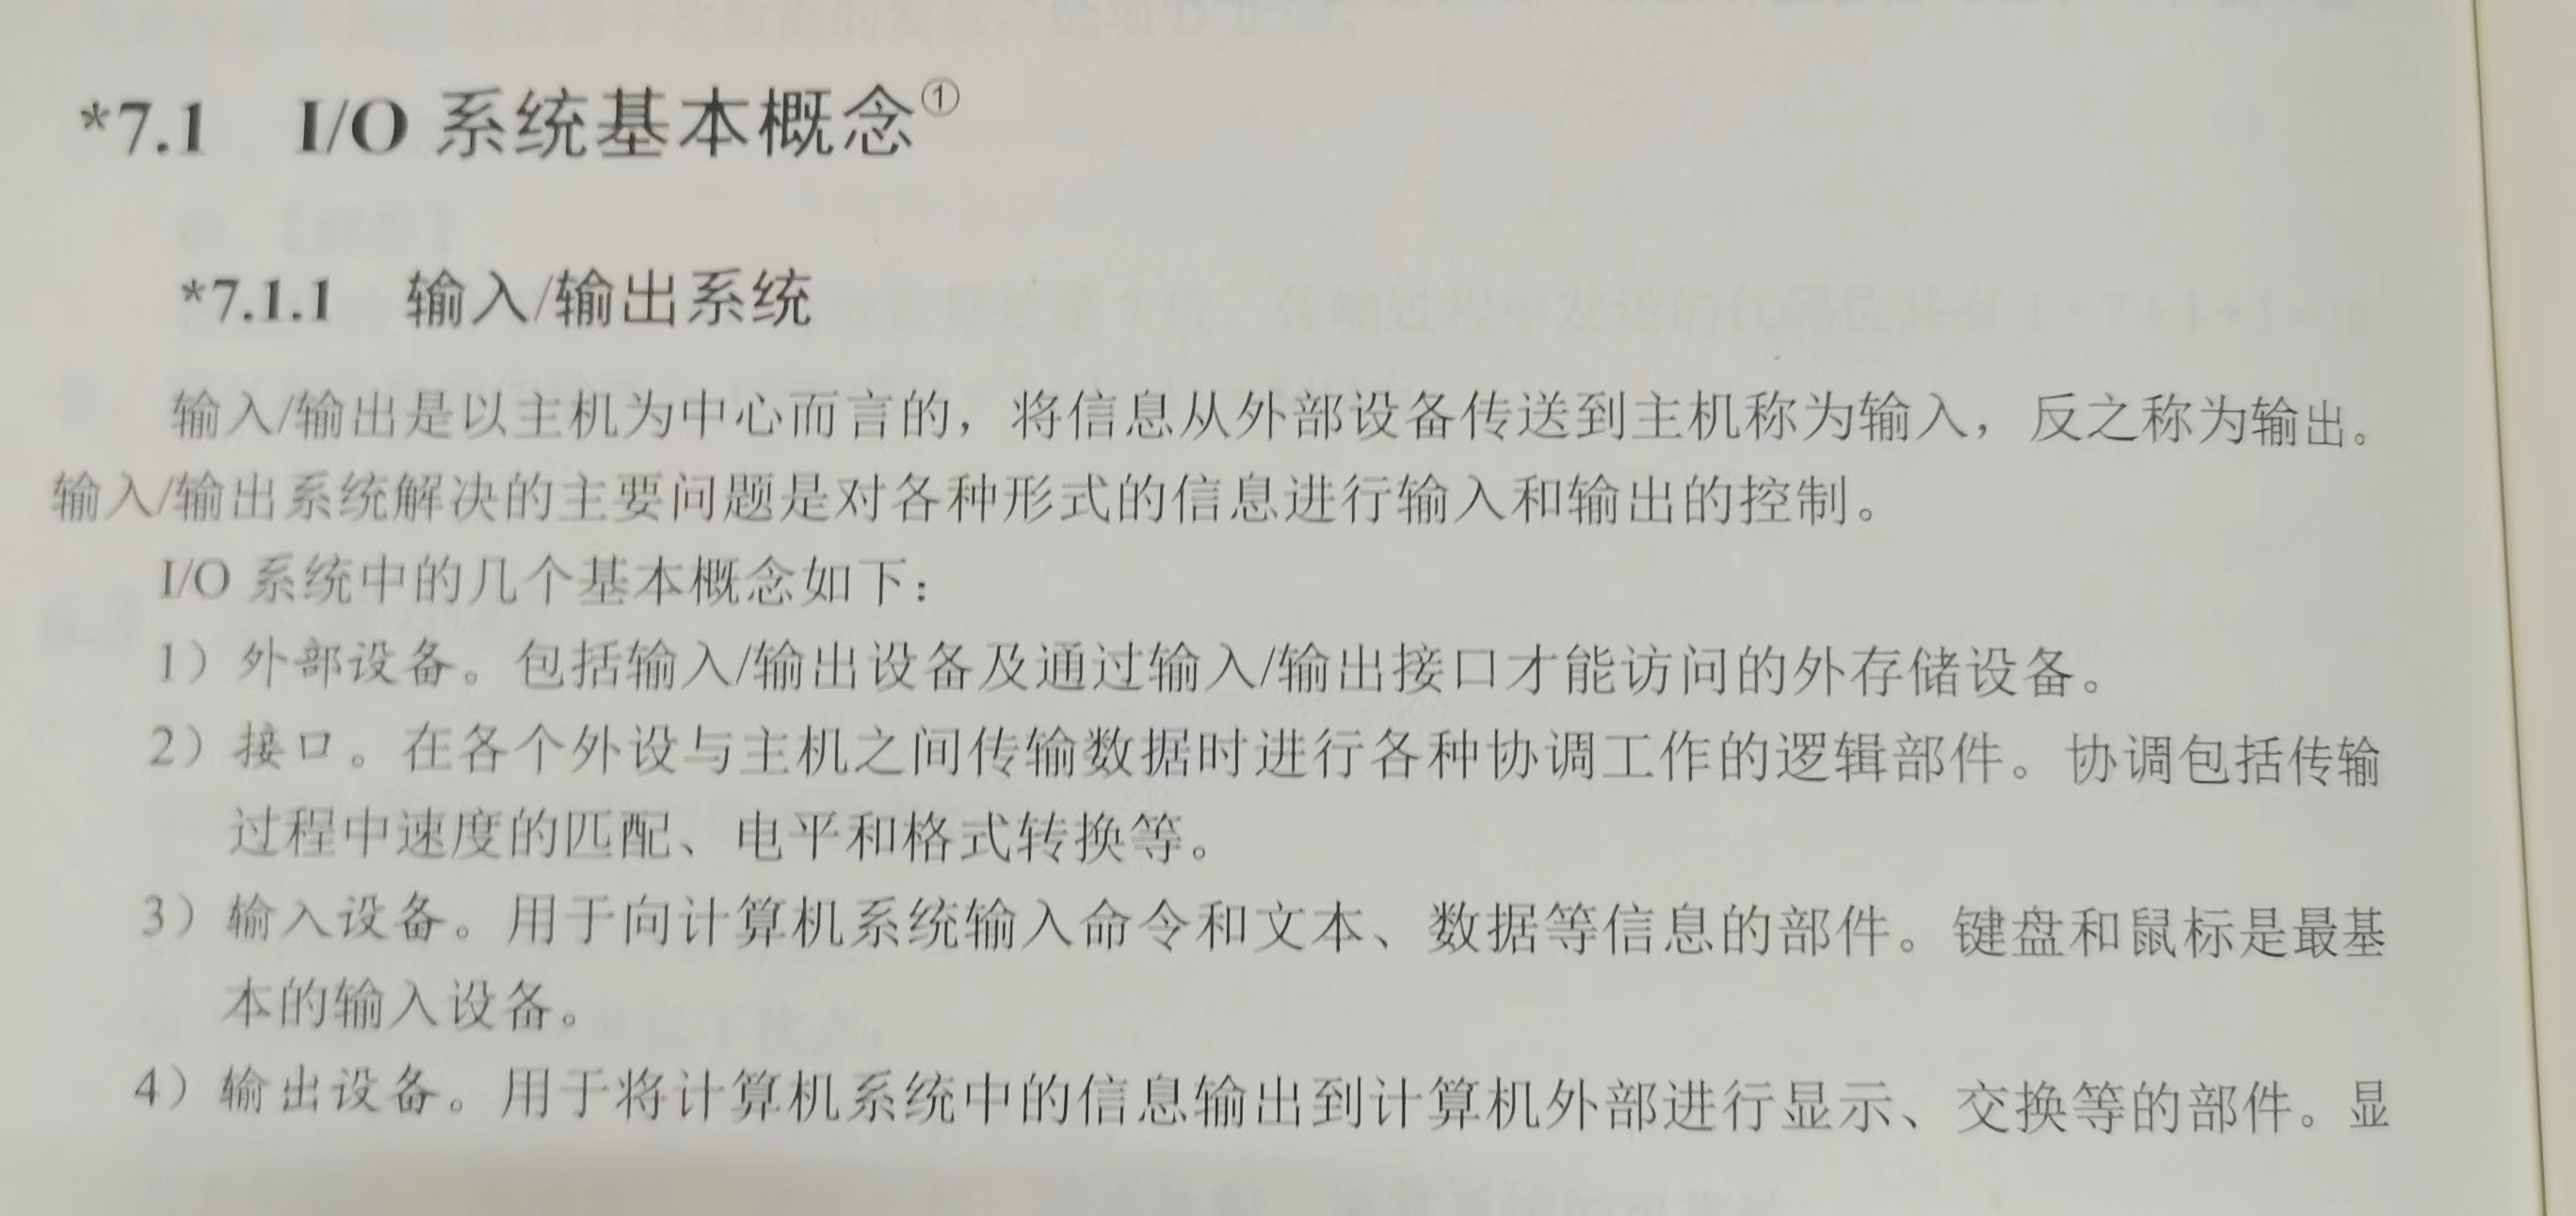 *7.1 I/O 系统基本概念①
*7.1.1 输入/输出系统
输入/输出是以主机为中心而言的，将信息从外部设备传送到主机称为输入，反之称为输出。
输入/输出系统解决的主要问题是对各种形式的信息进行输入和输出的控制。
I/O 系统中的几个基本概念如下：
1）外部设备。包括输入/输出设备及通过输入/输出接口才能访问的外存储设备。
2）接口。在各个外设与主机之间传输数据时进行各种协调工作的逻辑部件。协调包括传输
过程中速度的匹配、电平和格式转换等。
3）输入设备。用于向计算机系统输入命令和文本、数据等信息的部件。键盘和鼠标是最基
本的输入设备。
4）输出设备。用于将计算机系统中的信息输出到计算机外部进行显示、交换等的部件。显